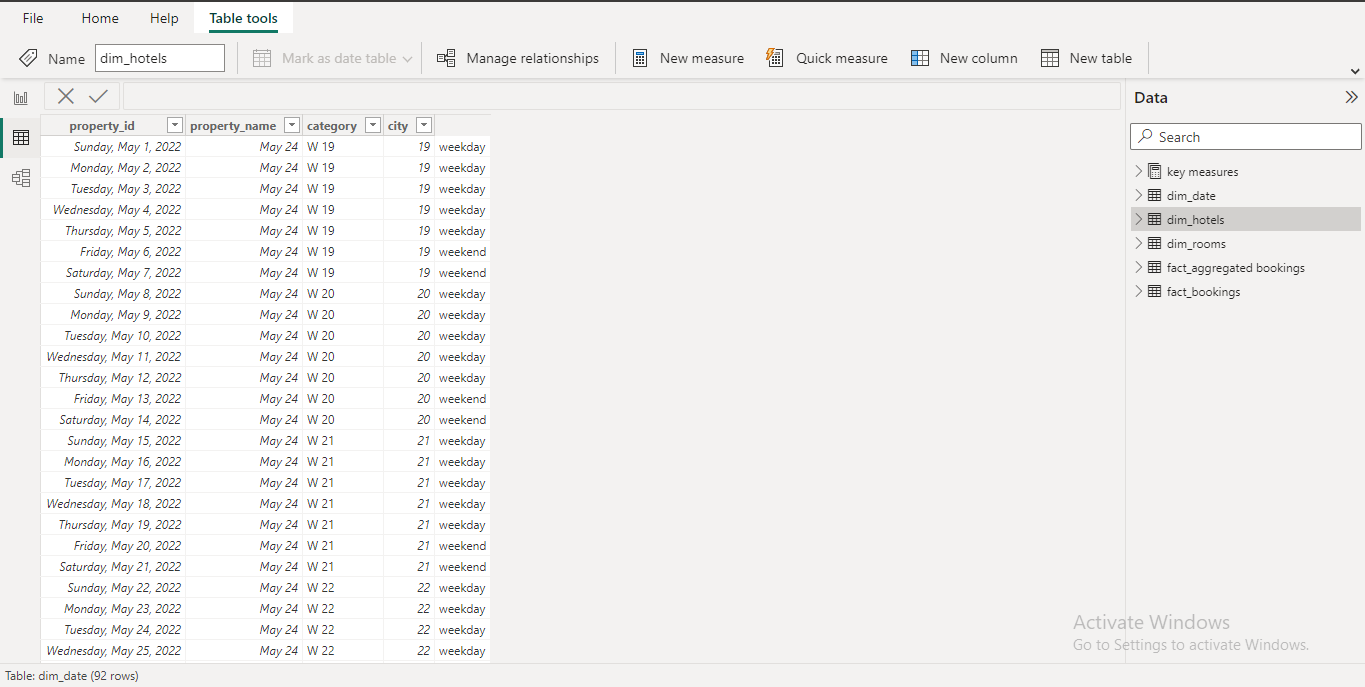 File Home Help Table tools
Name dim_hotels Mark as date table Manage relationships New measure Quick measure New column New table
Data
property_id property_name category city
Search
Sunday, May 1, 2022 May 24 W 19 19 weekday
Monday, May 2, 2022 May 24 W 19 19 weekday
Tuesday, May 3, 2022 May 24 W 19 19 weekday
Wednesday, May 4, 2022 May 24 W 19 19 weekday
Thursday, May 5, 2022 May 24 W 19 19 weekday
Friday, May 6, 2022 May 24 W 19 19 weekend
Saturday, May 7, 2022 May 24 W 19 19 weekend
Sunday, May 8, 2022 May 24 W 20 20 weekday
Monday, May 9, 2022 May 24 W 20 20 weekday
Tuesday, May 10, 2022 May 24 W 20 20 weekday
Wednesday, May 11, 2022 May 24 W 20 20 weekday
Thursday, May 12, 2022 May 24 W 20 20 weekday
Friday, May 13, 2022 May 24 W 20 20 weekend
Saturday, May 14, 2022 May 24 W 20 20 weekend
Sunday, May 15, 2022 May 24 W 21 21 weekday
Monday, May 16, 2022 May 24 W 21 21 weekday
Tuesday, May 17, 2022 May 24 W 21 21 weekday
Wednesday, May 18, 2022 May 24 W 21 21 weekday
Thursday, May 19, 2022 May 24 W 21 21 weekday
Friday, May 20, 2022 May 24 W 21 21 weekend
Saturday, May 21, 2022 May 24 W 21 21 weekend
Sunday, May 22, 2022 May 24 W 22 22 weekday
Monday, May 23, 2022 May 24 W 22 22 weekday
Tuesday, May 24, 2022 May 24 W 22 22 weekday
Wednesday, May 25, 2022 May 24 W 22 22 weekday
key measures
dim_date
dim_hotels
dim_rooms
fact_aggregated bookings
fact_bookings
Activate Windows
Go to Settings to activate Windows.
Table: dim_date (92 rows)